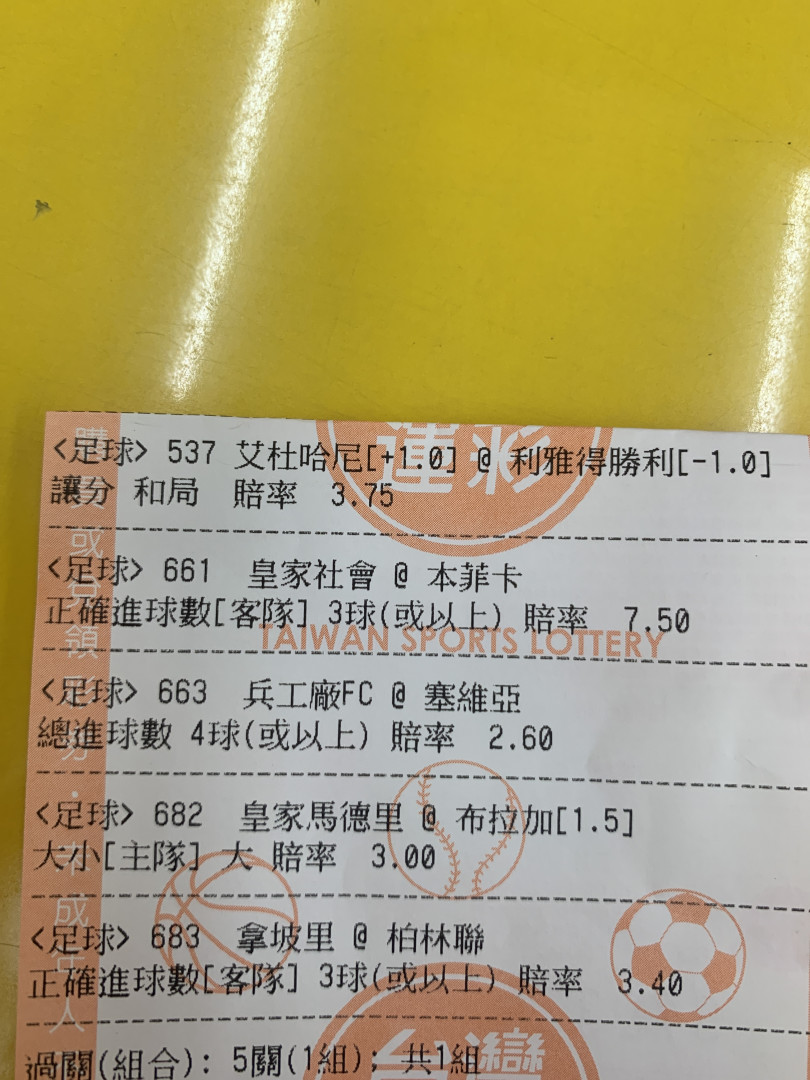 <足球> 537 艾杜哈尼[+1.0] @ 利雅得勝利[-1.0]
讓分 和局 賠率 3.75
<足球> 661 皇家社會 @ 本菲卡
正確進球數[客隊] 3球(或以上) 賠率 7.50
TAIWAN SPORTS LOTTERY
<足球> 663 兵工廠FC @ 塞維亞
總進球數 4球(或以上) 賠率 2.60
<足球> 682 皇家馬德里 @ 布拉加[1.5]
大小[主隊] 大 賠率 3.00
<足球> 683 拿坡里 @ 柏林聯
正確進球數[客隊] 3球(或以上) 賠率 3.40
過關(組合): 5關(1組); 共1組
運彩
台灣